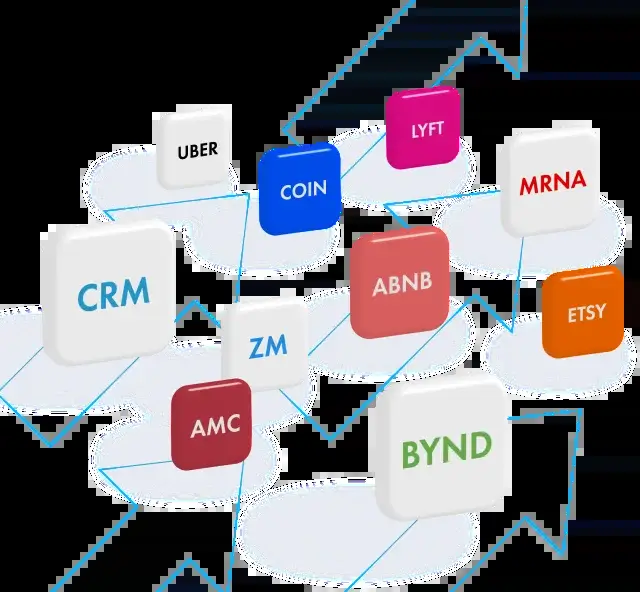 LYFT
UBER
COIN
MRNA
CRM
ABNB
ETSY
ZM
AMC
BYND